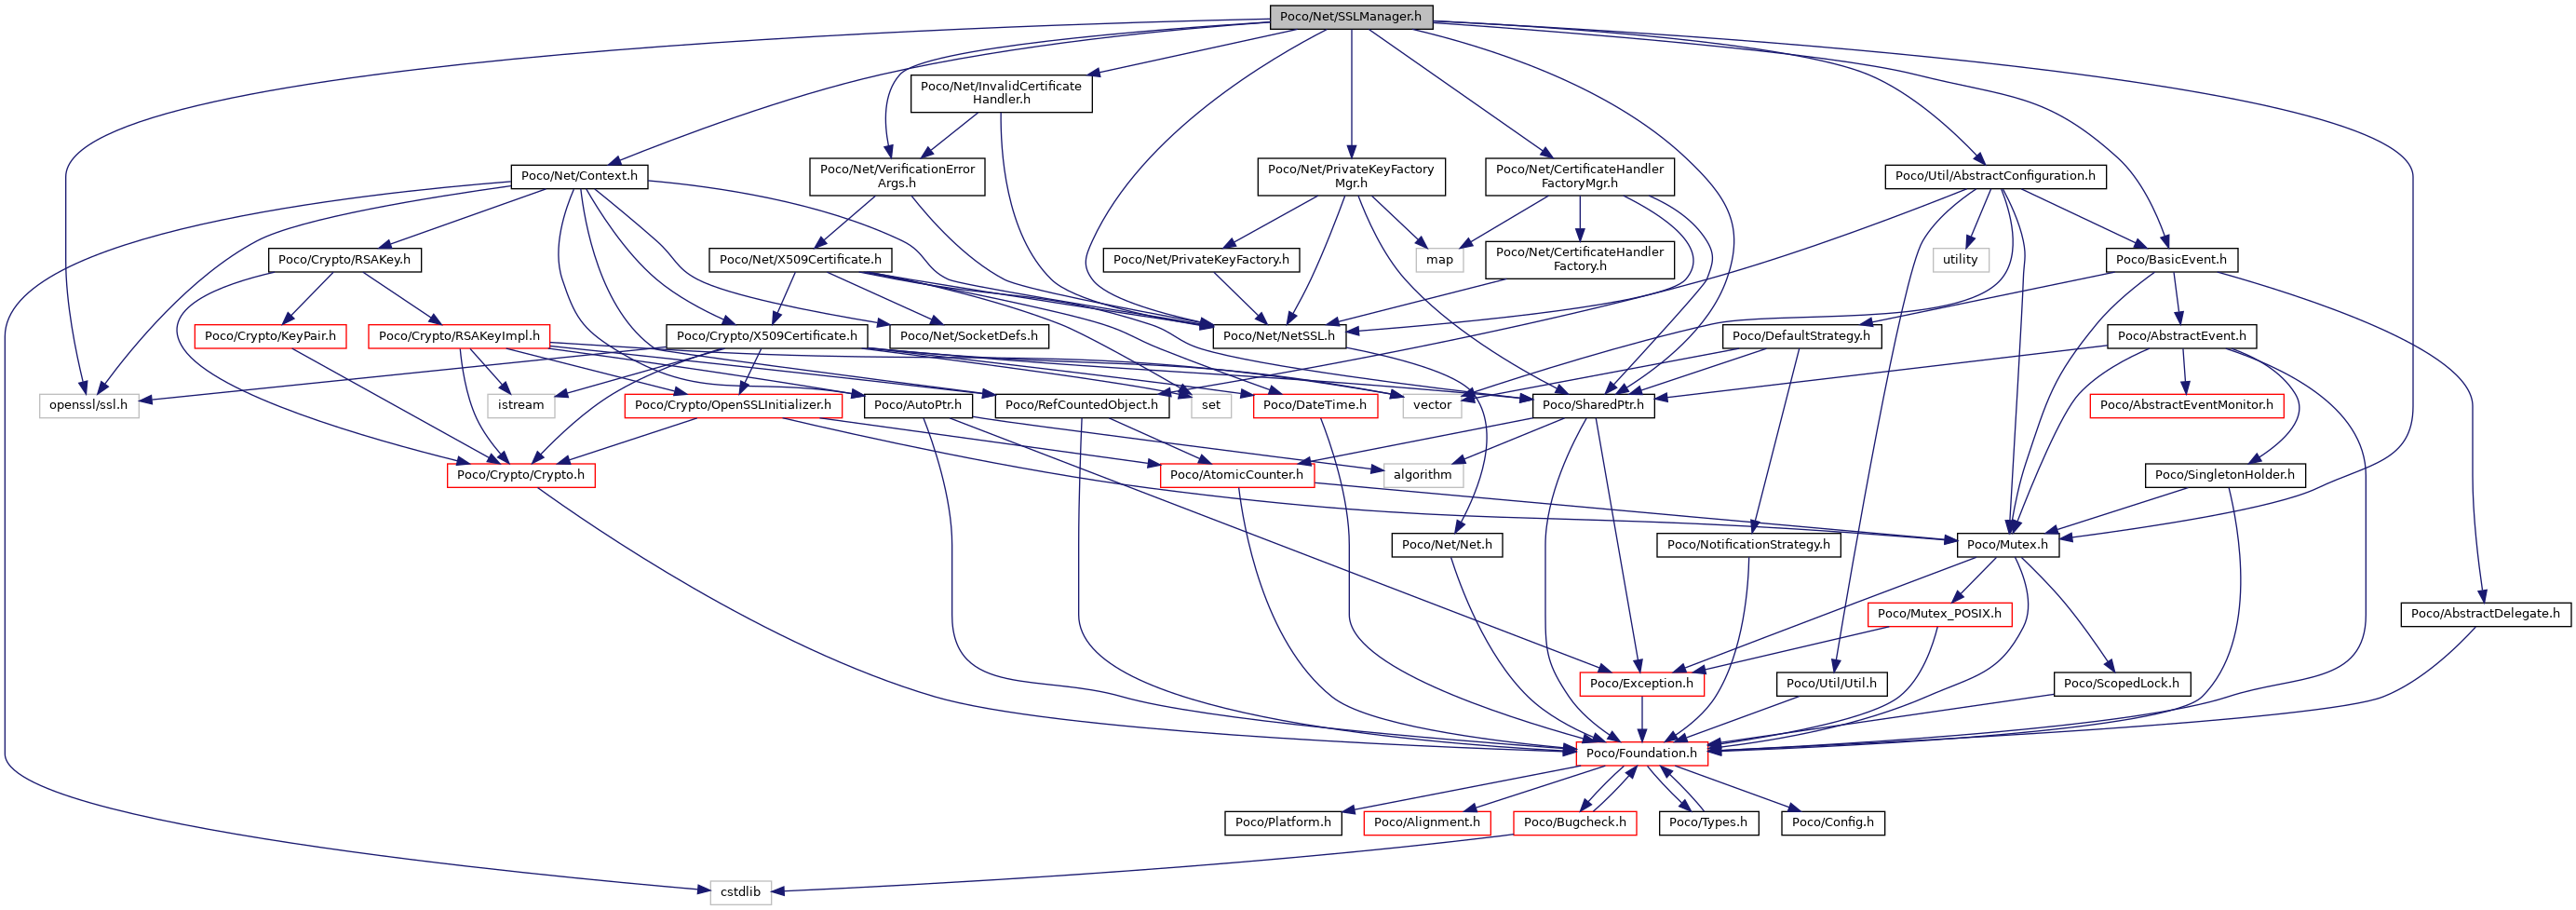 Poco/Net/SSLManager.h
Poco/Net/InvalidCertificate
Handler.h
Poco/Net/Context.h
Poco/Net/VerificationError
Args.h
Poco/Net/PrivateKeyFactory
Mgr.h
Poco/Net/CertificateHandler
FactoryMgr.h
Poco/Util/AbstractConfiguration.h
Poco/Crypto/RSAKey.h
Poco/Net/X509Certificate.h
Poco/Net/PrivateKeyFactory.h
map
Poco/Net/CertificateHandler
Factory.h
utility
Poco/BasicEvent.h
Poco/Crypto/KeyPair.h
Poco/Crypto/RSAKeyImpl.h
Poco/Crypto/X509Certificate.h
Poco/Net/SocketDefs.h
Poco/Net/NetSSL.h
Poco/DefaultStrategy.h
Poco/AbstractEvent.h
openssl/ssl.h
istream
Poco/Crypto/OpenSSLInitializer.h
Poco/AutoPtr.h
Poco/RefCountedObject.h
set
Poco/DateTime.h
vector
Poco/SharedPtr.h
Poco/AbstractEventMonitor.h
Poco/Crypto/Crypto.h
Poco/AtomicCounter.h
algorithm
Poco/SingletonHolder.h
Poco/Net/Net.h
Poco/NotificationStrategy.h
Poco/Mutex.h
Poco/Mutex_POSIX.h
Poco/AbstractDelegate.h
Poco/Exception.h
Poco/Util/Util.h
Poco/ScopedLock.h
Poco/Foundation.h
Poco/Platform.h
Poco/Alignment.h
Poco/Bugcheck.h
Poco/Types.h
Poco/Config.h
cstdlib